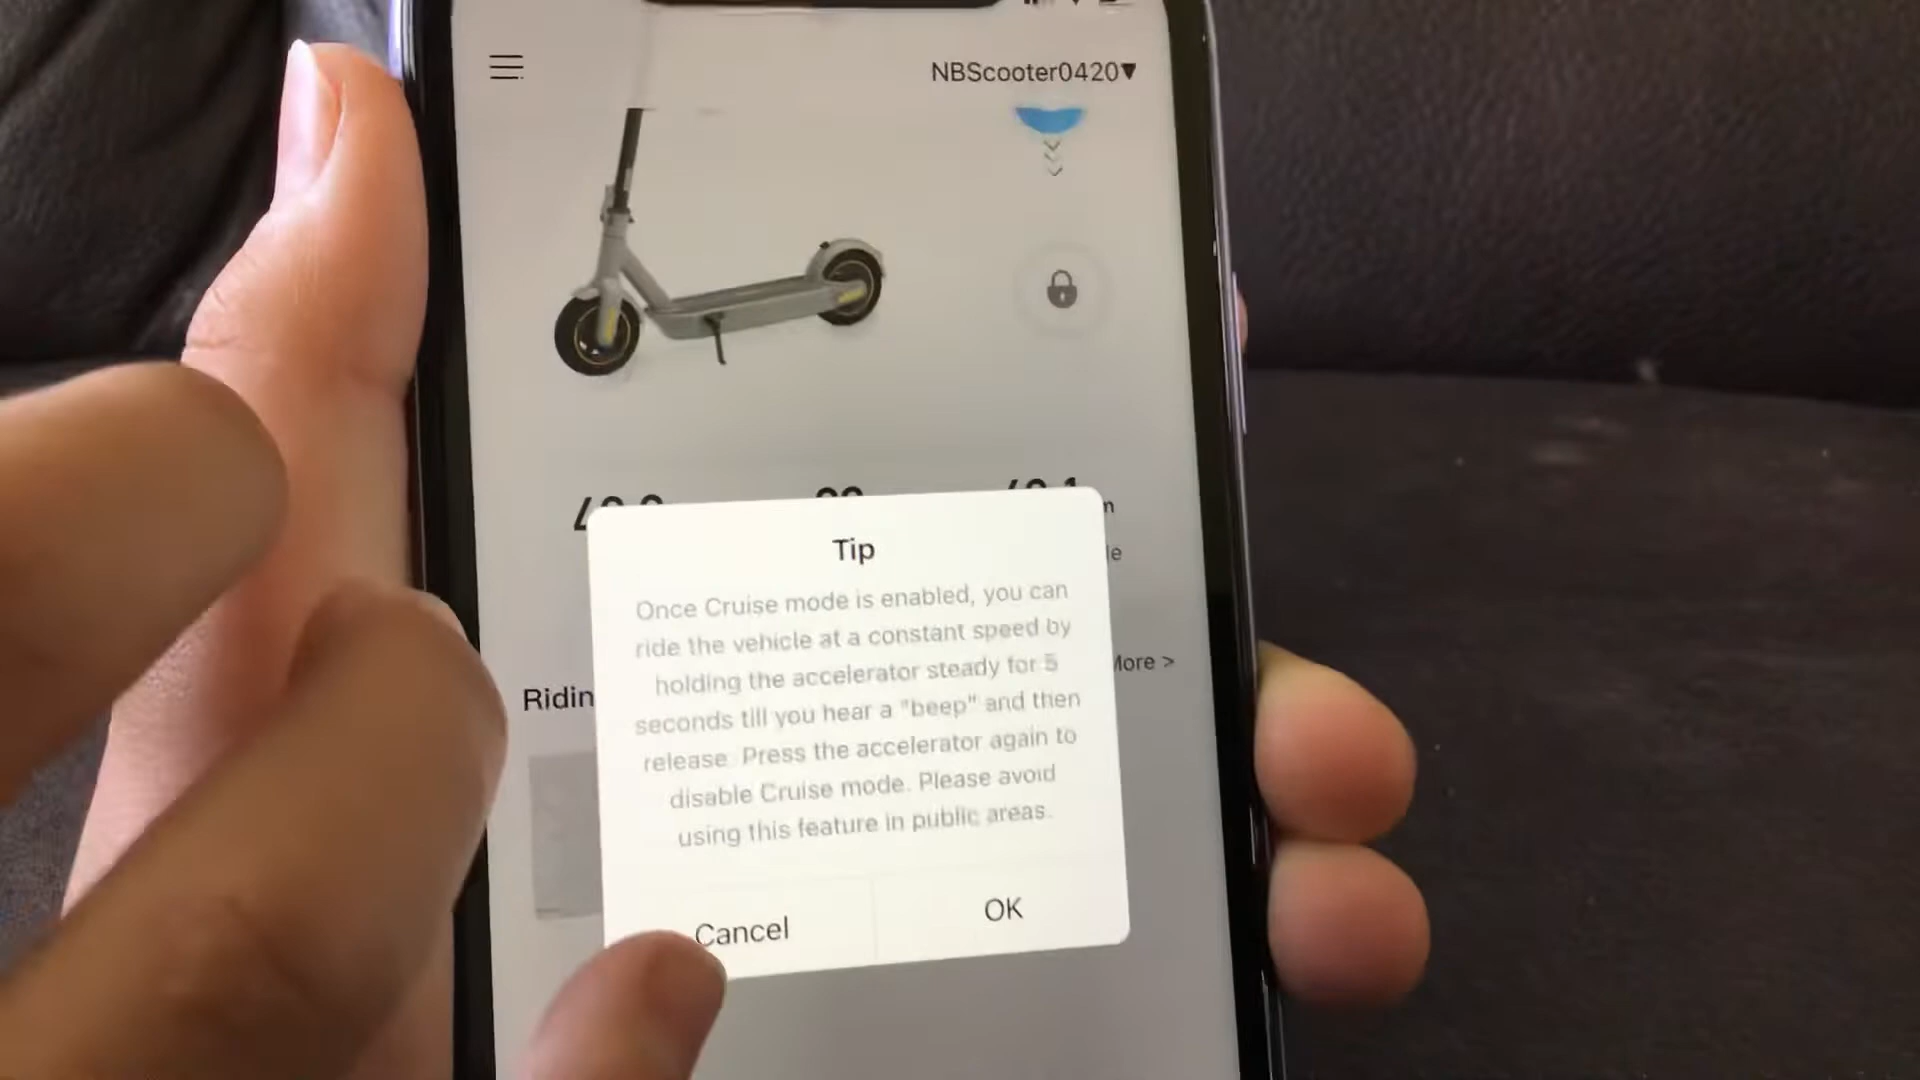 NBScooter0420▼
m
le
Tip
Once Cruise mode is enabled, you can
ride the vehicle at a constant speed by
holding the accelerator steady for 5
seconds till you hear a "beep" and then
release. Press the accelerator again to
disable Cruise mode. Please avoid
using this feature in public areas.
More >
Ridin
Cancel
OK